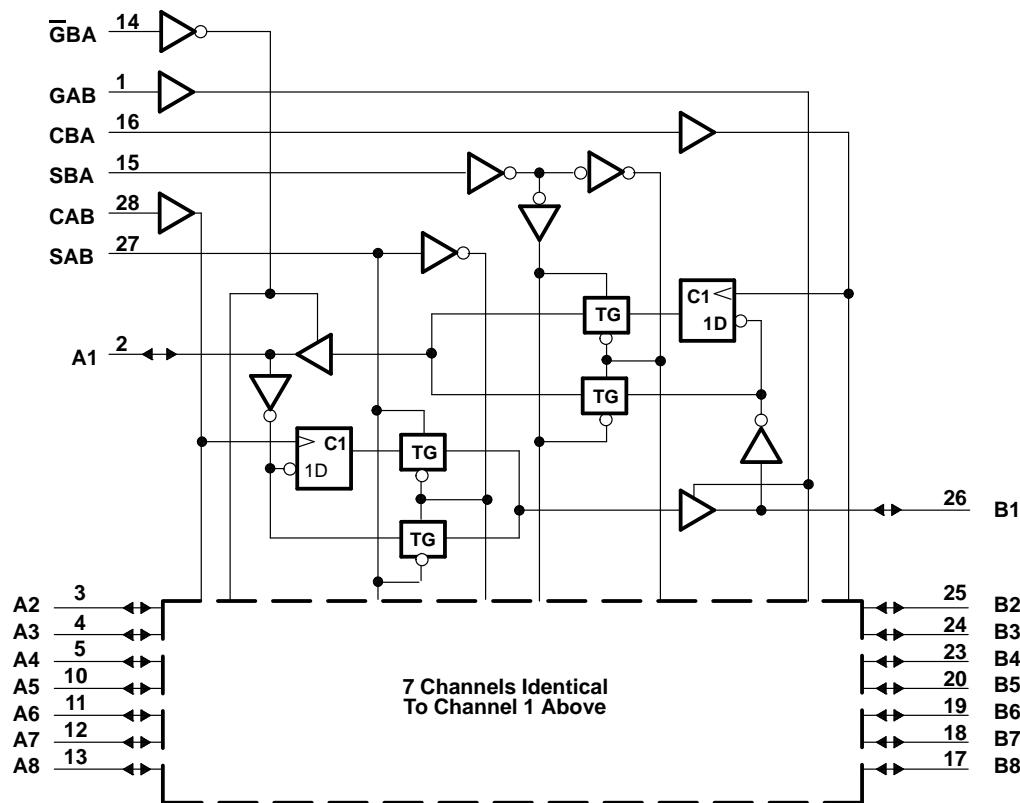 G̅BA 14
GAB 1
CBA 16
SBA 15
CAB 28
SAB 27
TG
C1
1D
A1 2
TG
C1
1D
TG
TG
26 B1
A2 3
25 B2
A3 4
24 B3
A4 5
23 B4
A5 10
20 B5
7 Channels Identical
To Channel 1 Above
A6 11
19 B6
A7 12
18 B7
A8 13
17 B8